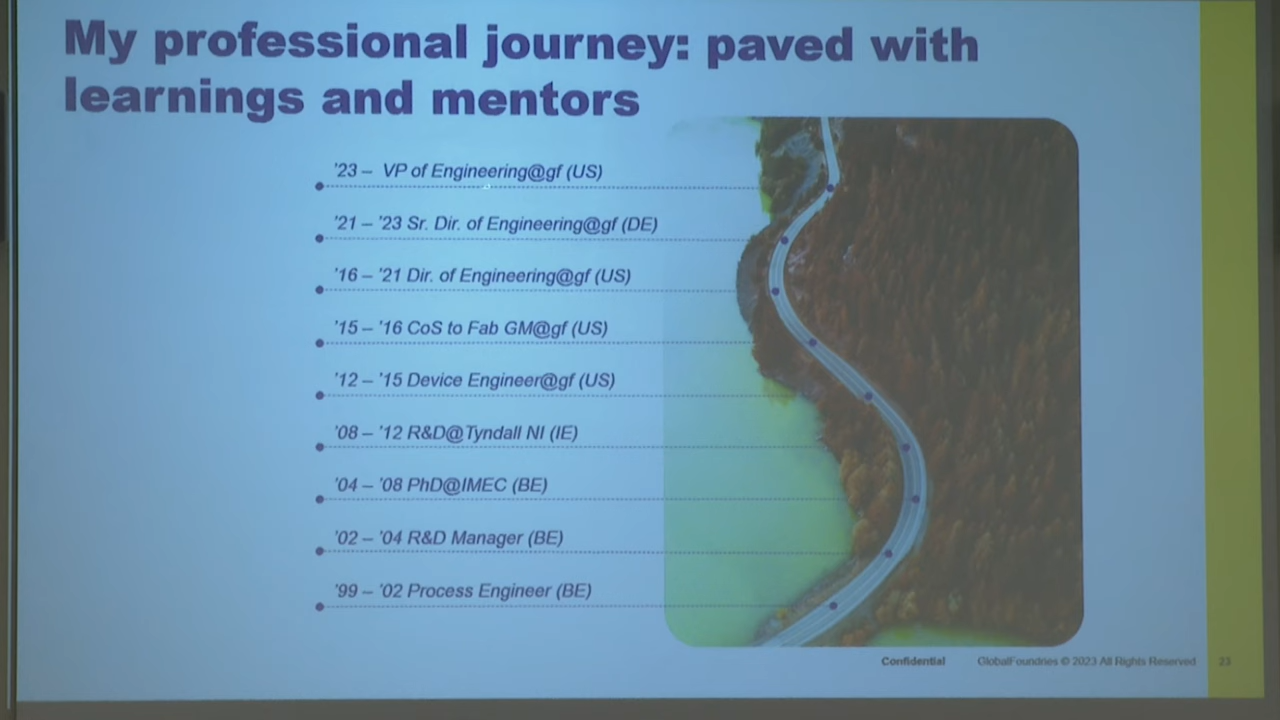 My professional journey: paved with
learnings and mentors
'23 – VP of Engineering@gf (US)
'21 – '23 Sr. Dir. of Engineering@gf (DE)
'16 – '21 Dir. of Engineering@gf (US)
'15 – '16 CoS to Fab GM@gf (US)
'12 – '15 Device Engineer@gf (US)
'08 – '12 R&D@Tyndall NI (IE)
'04 – '08 PhD@IMEC (BE)
'02 – '04 R&D Manager (BE)
'99 – '02 Process Engineer (BE)
Confidential GlobalFoundries © 2023 All Rights Reserved 23